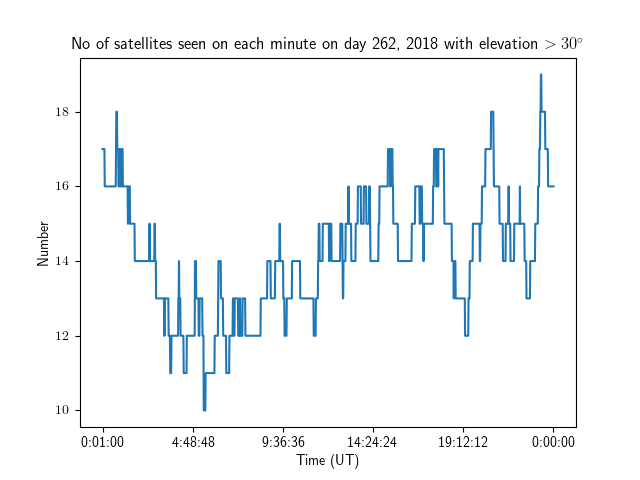 No of satellites seen on each minute on day 262, 2018 with elevation > 30°
18
16
14
12
10
Number
0:01:00 4:48:48 9:36:36 14:24:24 19:12:12 0:00:00
Time (UT)